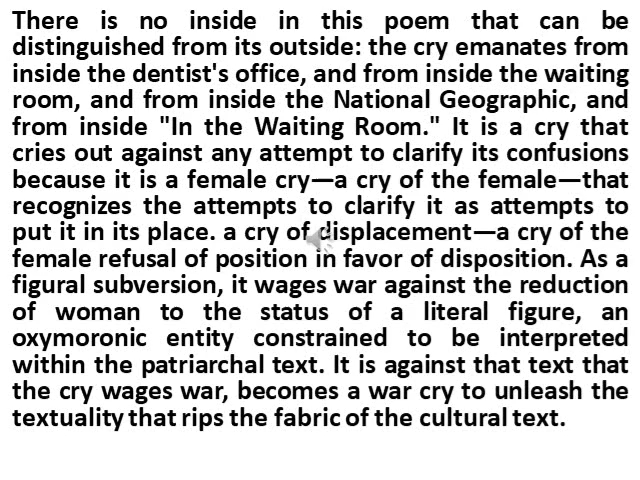 There is no inside in this poem that can be
distinguished from its outside: the cry emanates from
inside the dentist's office, and from inside the waiting
room, and from inside the National Geographic, and
from inside "In the Waiting Room." It is a cry that
cries out against any attempt to clarify its confusions
because it is a female cry—a cry of the female—that
recognizes the attempts to clarify it as attempts to
put it in its place. a cry of displacement—a cry of the
female refusal of position in favor of disposition. As a
figural subversion, it wages war against the reduction
of woman to the status of a literal figure, an
oxymoronic entity constrained to be interpreted
within the patriarchal text. It is against that text that
the cry wages war, becomes a war cry to unleash the
textuality that rips the fabric of the cultural text.